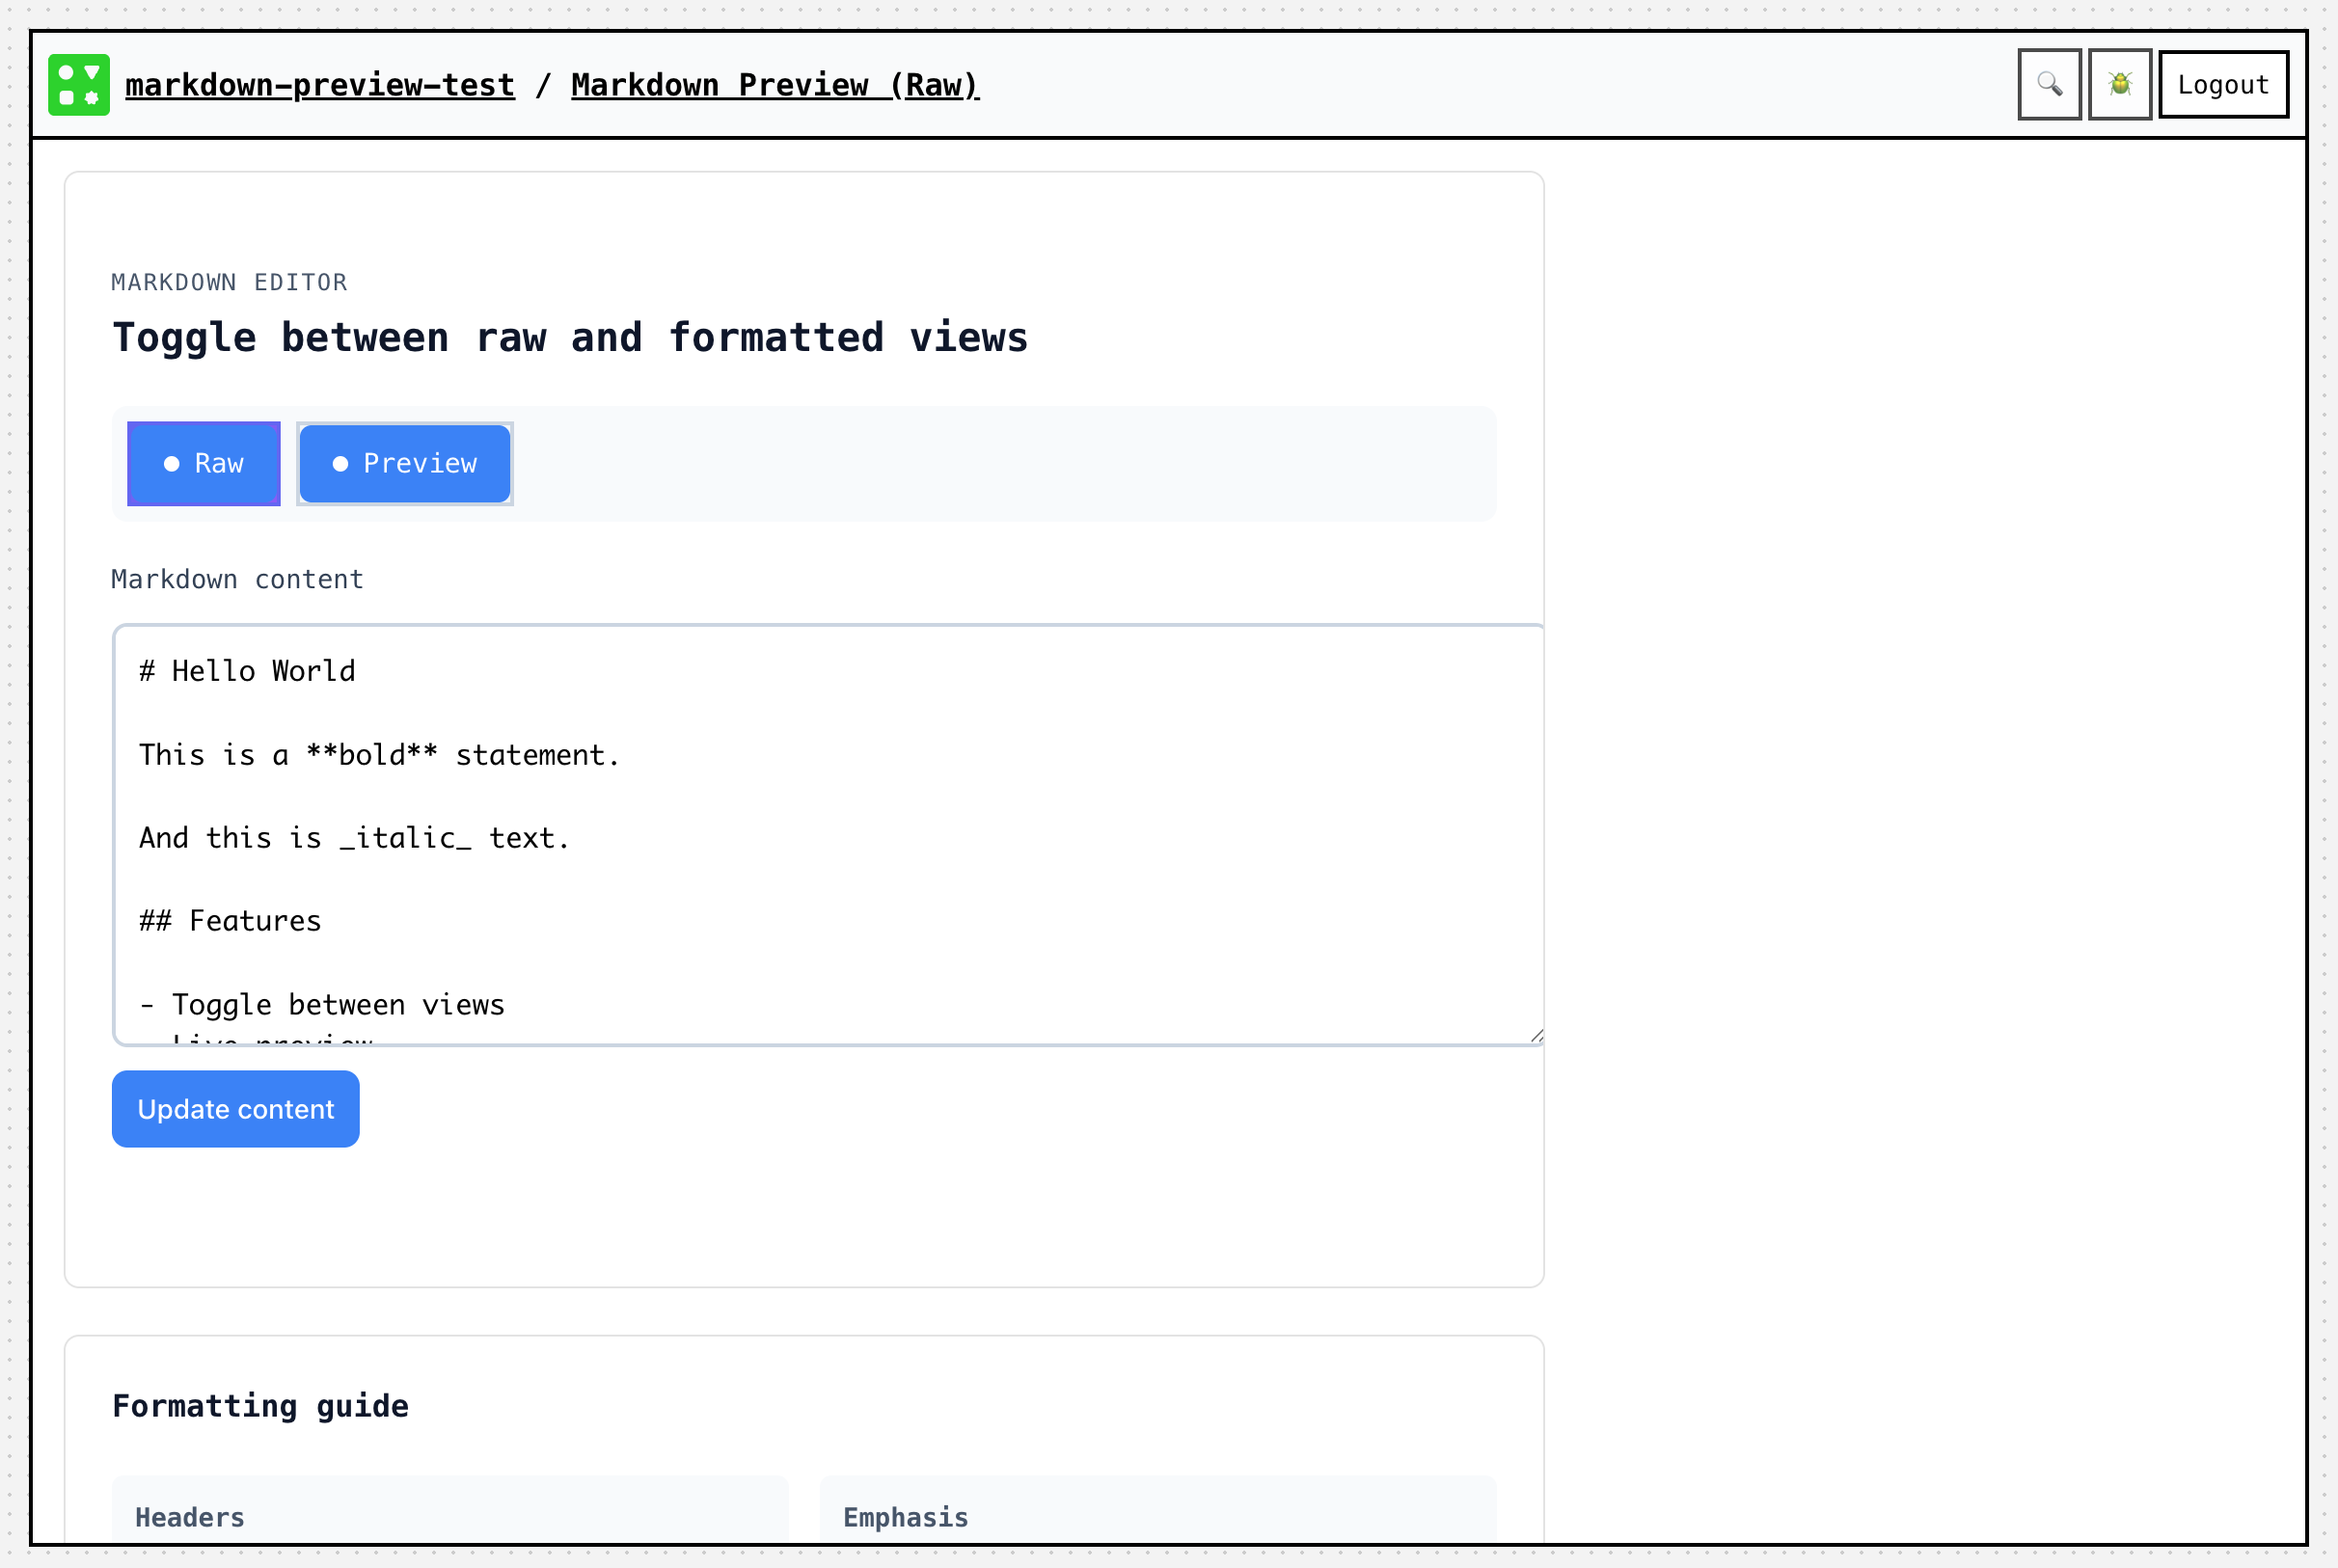 markdown-preview-test / Markdown Preview (Raw)
Logout
MARKDOWN EDITOR
Toggle between raw and formatted views
Raw
Preview
Markdown content
# Hello World
This is a **bold** statement.
And this is _italic_ text.
## Features
- Toggle between views
- Live preview
Update content
Formatting guide
Headers
Emphasis